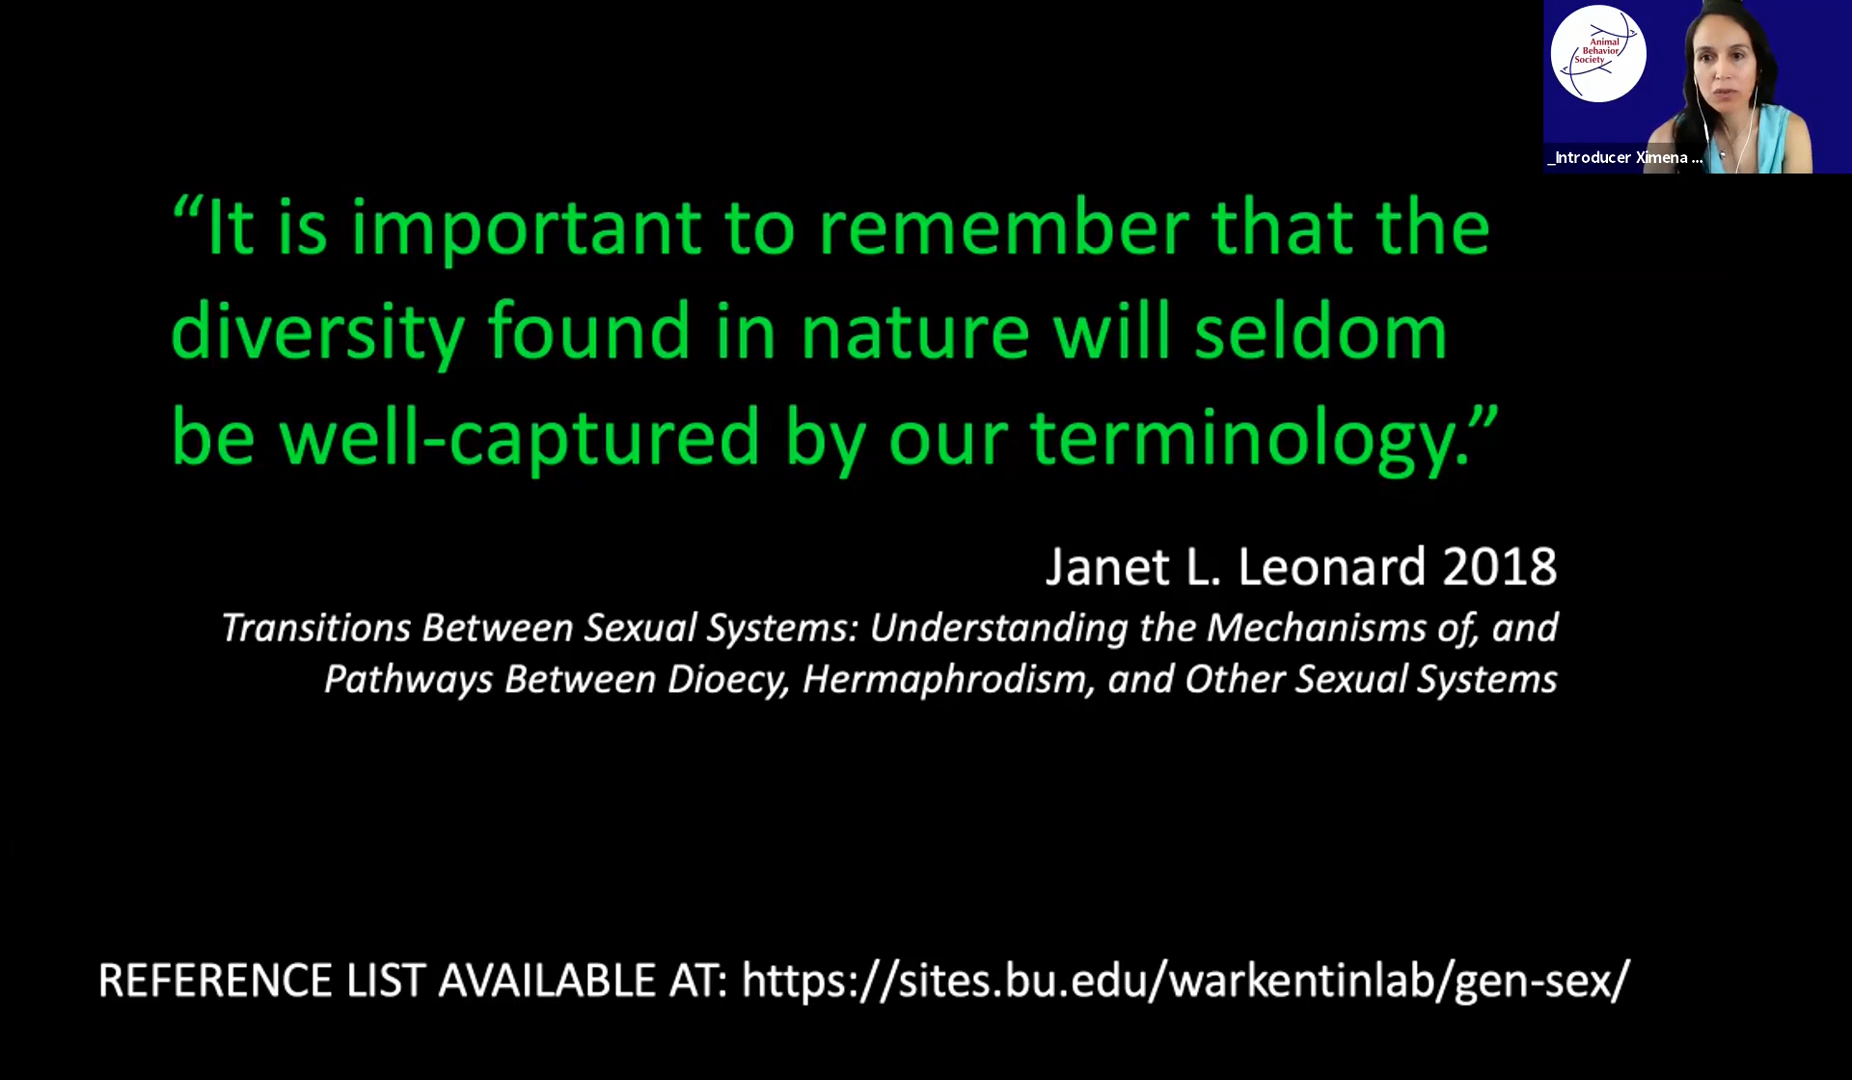 Animal
Behavior
Society
_Introducer Ximena ...
“It is important to remember that the
diversity found in nature will seldom
be well-captured by our terminology.”
Janet L. Leonard 2018
Transitions Between Sexual Systems: Understanding the Mechanisms of, and
Pathways Between Dioecy, Hermaphrodism, and Other Sexual Systems
REFERENCE LIST AVAILABLE AT: https://sites.bu.edu/warkentinlab/gen-sex/